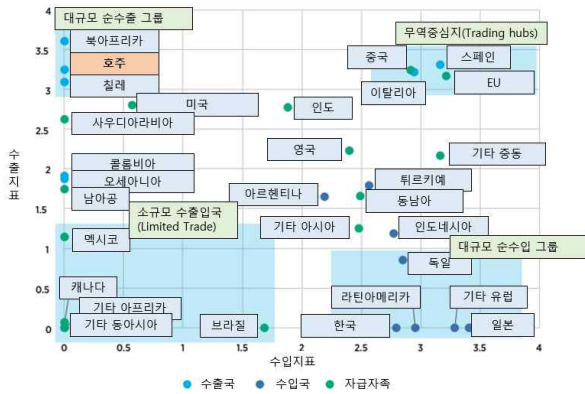 대규모 순수출 그룹
4
북아프리카
무역중심지(Trading hubs)
3.5
호주
중국
스페인
칠레
EU
3
이탈리아
미국
인도
2.5
사우디아라비아
영국
기타 중동
수출지표
2
콜롬비아
오세아니아
튀르키예
아르헨티나
남아공
동남아
1.5
소규모 수출입국
(Limited Trade)
기타 아시아
인도네시아
멕시코
대규모 순수입 그룹
1
독일
캐나다
0.5
라틴아메리카
기타 유럽
기타 아프리카
기타 동아시아
브라질
한국
일본
0
0 0.5 1 1.5 2 2.5 3 3.5 4
수입지표
수출국 수입국 자급자족